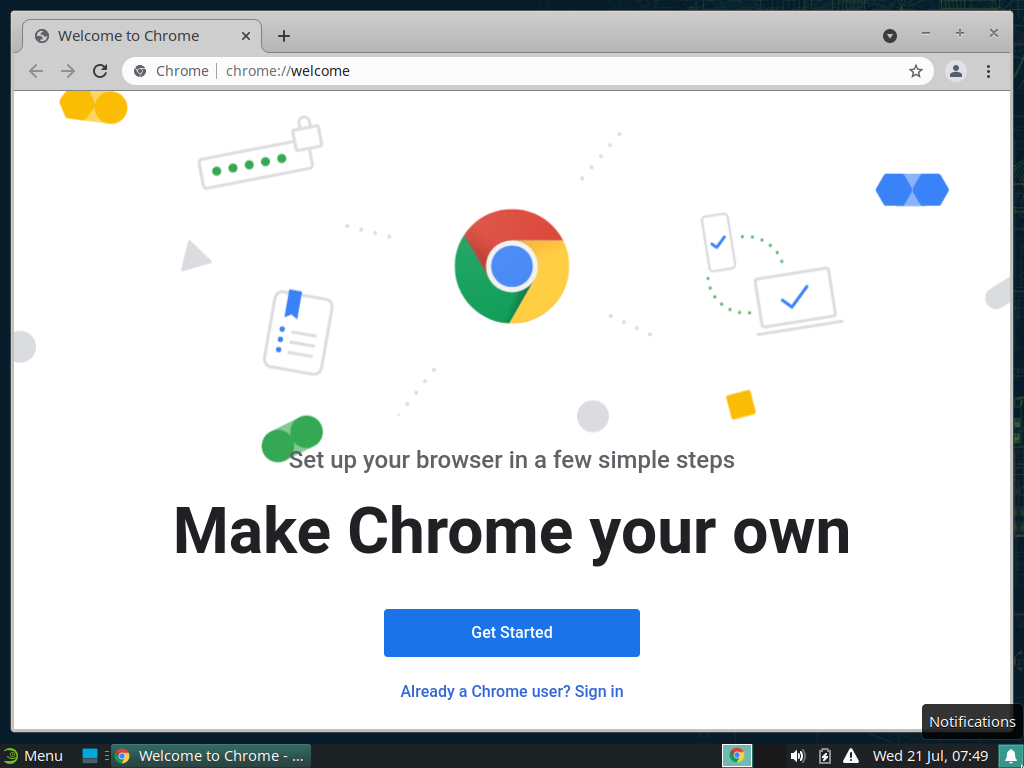 Welcome to Chrome
Chrome
chrome://welcome
Set up your browser in a few simple steps
Make Chrome your own
Get Started
Already a Chrome user? Sign in
Notifications
Menu
Welcome to Chrome - ...
Wed 21 Jul, 07:49